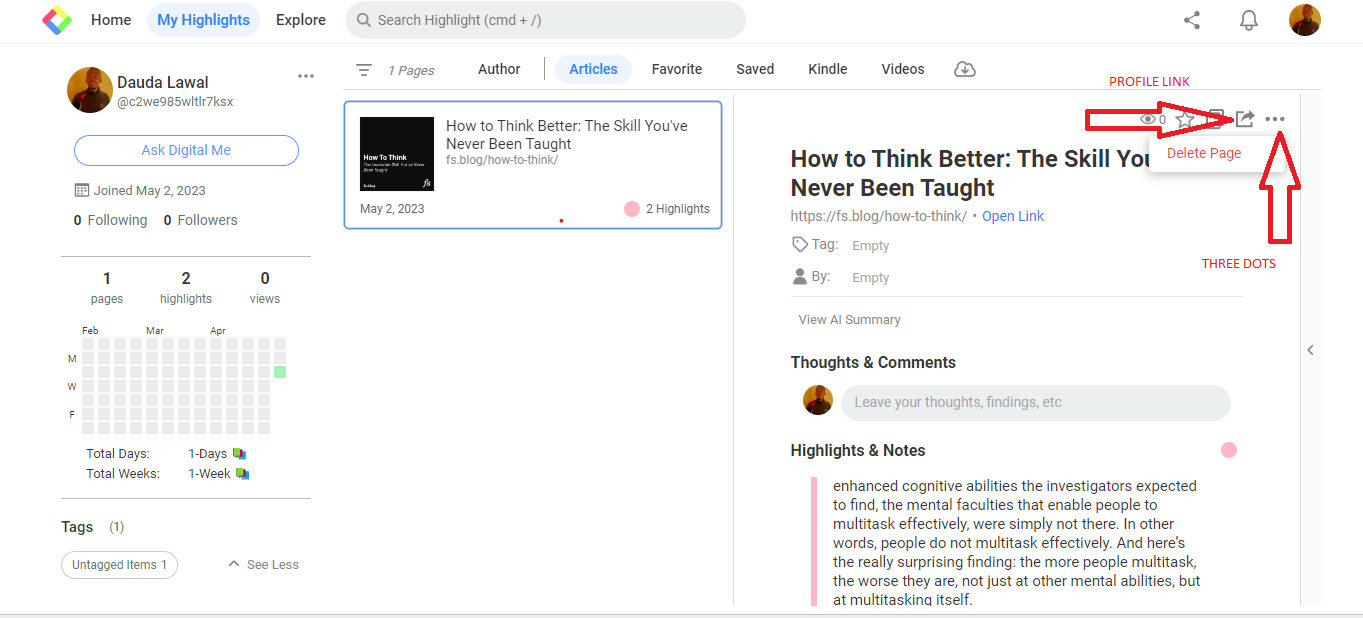 Home My Highlights Explore Search Highlight (cmd + /)
Dauda Lawal
@c2we985wltlr7ksx
Ask Digital Me
Joined May 2, 2023
0 Following 0 Followers
1 2 0
pages highlights views
Feb Mar Apr
M
W
F
Total Days: 1-Days
Total Weeks: 1-Week
Tags (1)
Untagged Items 1 See Less
1 Pages Author Articles Favorite Saved Kindle Videos
How To Think
fs.blog
fs
How to Think Better: The Skill You've
Never Been Taught
fs.blog/how-to-think/
May 2, 2023 2 Highlights
PROFILE LINK
0
Delete Page
THREE DOTS
How to Think Better: The Skill You
Never Been Taught
https://fs.blog/how-to-think/ • Open Link
Tag: Empty
By: Empty
View AI Summary
Thoughts & Comments
Leave your thoughts, findings, etc
Highlights & Notes
enhanced cognitive abilities the investigators expected
to find, the mental faculties that enable people to
multitask effectively, were simply not there. In other
words, people do not multitask effectively. And here's
the really surprising finding: the more people multitask,
the worse they are, not just at other mental abilities, but
at multitasking itself.